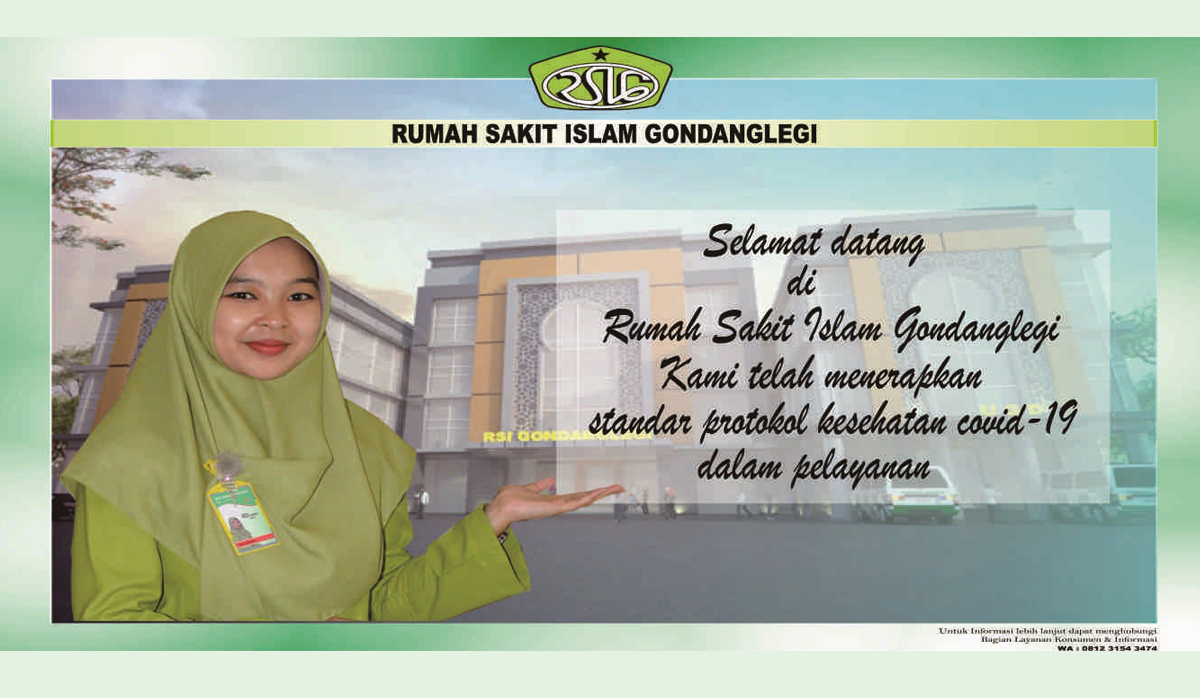 RSIG
RUMAH SAKIT ISLAM GONDANGLEGI
Selamat datang
di
Rumah Sakit Islam Gondanglegi
Kami telah menerapkan
standar protokol kesehatan covid-19
dalam pelayanan
RSI GONDANGLEGI
Untuk Informasi lebih lanjut dapat menghubungi
Bagian Layanan Konsumen & Informasi
WA : 0812 3154 3474